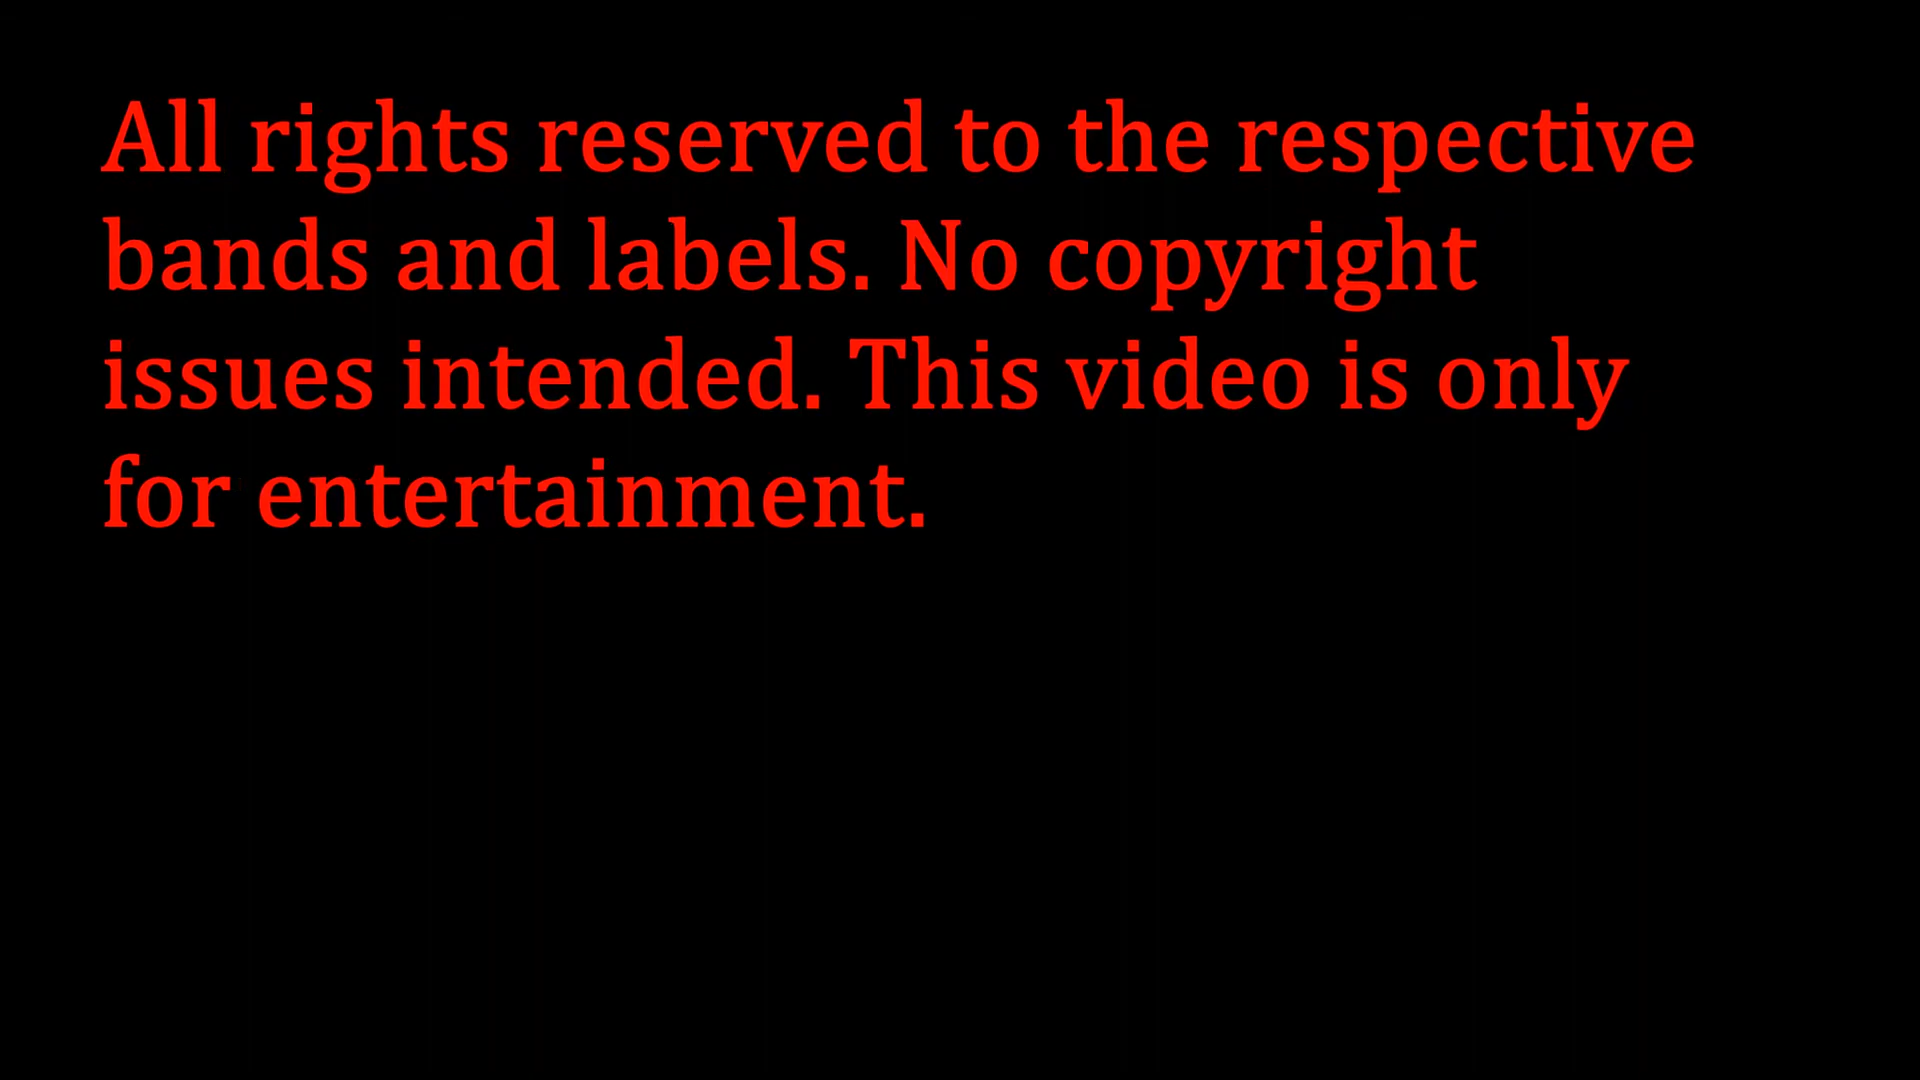 All rights reserved to the respective
bands and labels. No copyright
issues intended. This video is only
for entertainment.